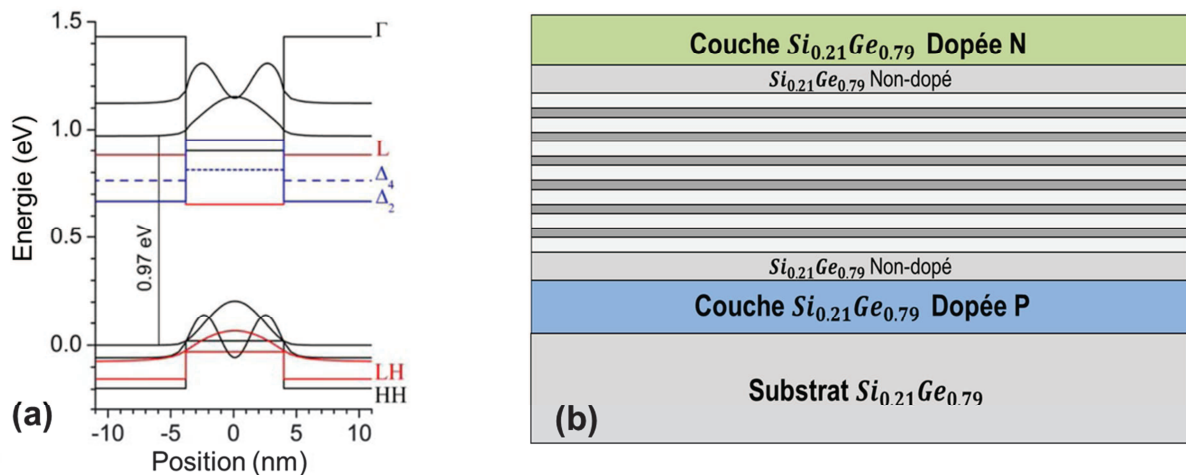 1.5
1.0
0.5
0.0
Energie (eV)
0.97 eV
Γ
L
Δ4
Δ2
LH
HH
-10
-5
0
5
10
Position (nm)
(a)
Couche Si0.21Ge0.79 Dopée N
Si0.21Ge0.79 Non-dopé
Si0.21Ge0.79 Non-dopé
Couche Si0.21Ge0.79 Dopée P
Substrat Si0.21Ge0.79
(b)